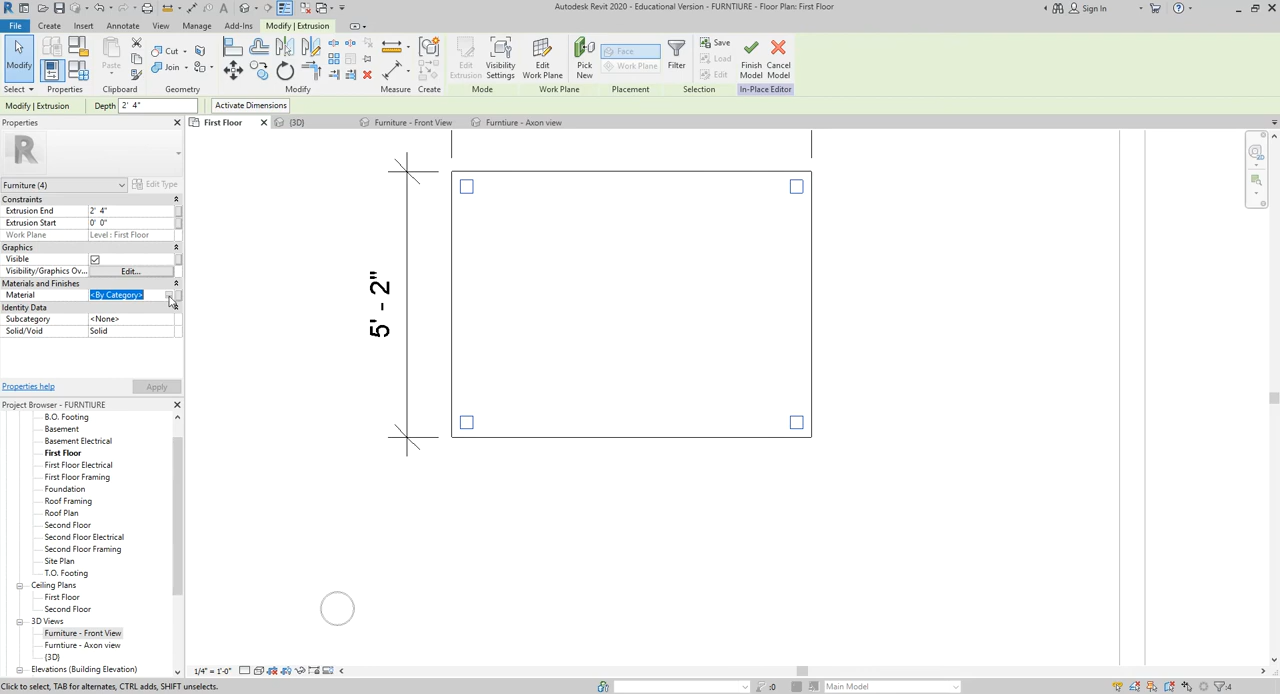 Autodesk Revit 2020 - Educational Version - FURNTIURE - Floor Plan: First Floor
Sign In
File Create Insert Annotate View Manage Add-Ins Modify | Extrusion
Modify
Paste
Cut
Join
Edit Extrusion
Visibility Settings
Edit Work Plane
Pick New
Face
Work Plane
Filter
Save
Load
Edit
Finish Model
Cancel Model
Select Properties Clipboard Geometry Modify Measure Create Mode Work Plane Placement Selection In-Place Editor
Modify | Extrusion Depth 2' 4" Activate Dimensions
Properties
First Floor {3D} Furniture - Front View Furntiure - Axon view
Furniture (4) Edit Type
Constraints
Extrusion End 2' 4"
Extrusion Start 0' 0"
Work Plane Level : First Floor
Graphics
Visible
Visibility/Graphics Ov... Edit...
Materials and Finishes
Material <By Category>
Identity Data
Subcategory <None>
Solid/Void Solid
Properties help Apply
5' - 2"
Project Browser - FURNTIURE
B.O. Footing
Basement
Basement Electrical
First Floor
First Floor Electrical
First Floor Framing
Foundation
Roof Framing
Roof Plan
Second Floor
Second Floor Electrical
Second Floor Framing
Site Plan
T.O. Footing
Ceiling Plans
First Floor
Second Floor
3D Views
Furniture - Front View
Furntiure - Axon view
{3D}
Elevations (Building Elevation)
1/4" = 1'-0"
Click to select, TAB for alternates, CTRL adds, SHIFT unselects. :0 Main Model :4